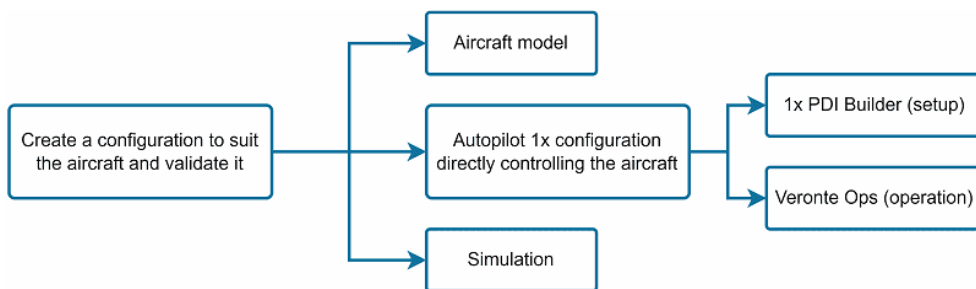 Aircraft model
Create a configuration to suit
the aircraft and validate it
Autopilot 1x configuration
directly controlling the aircraft
1x PDI Builder (setup)
Veronte Ops (operation)
Simulation